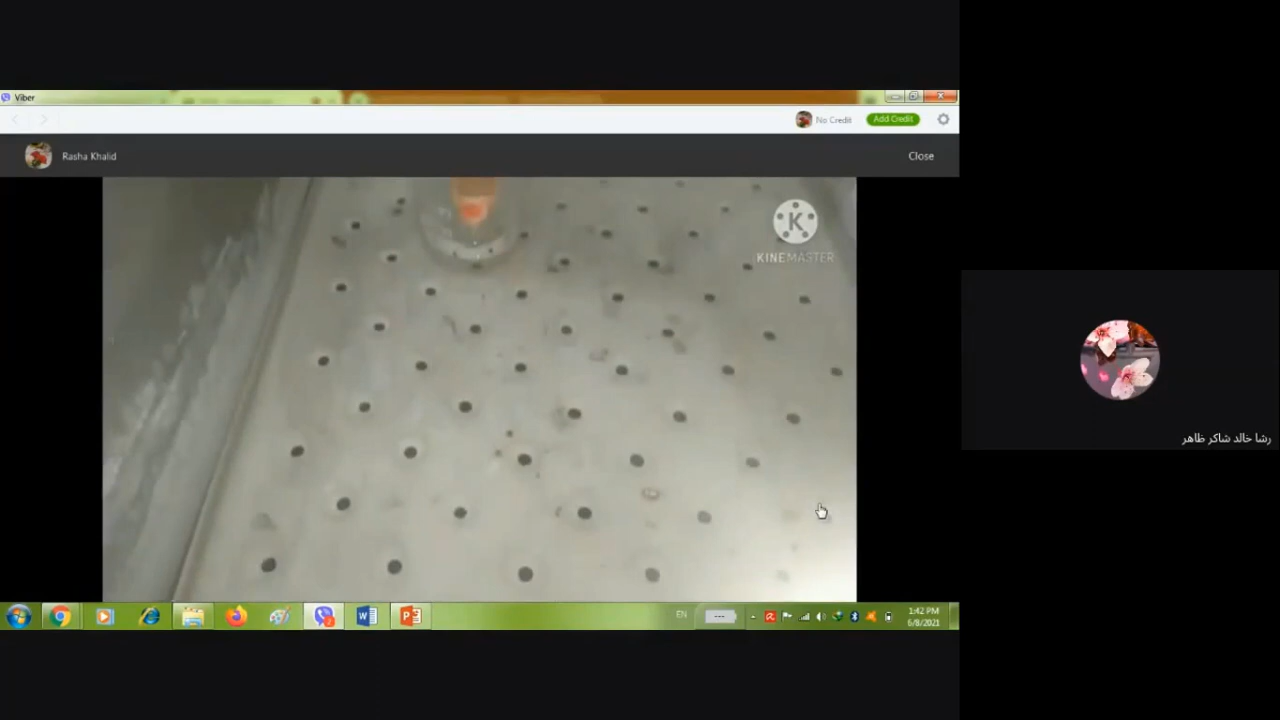 Viber
No Credit
Add Credit
Rasha Khalid
Close
KINEMASTER
رشا خالد شاكر ظاهر
EN
1:42 PM
6/8/2021